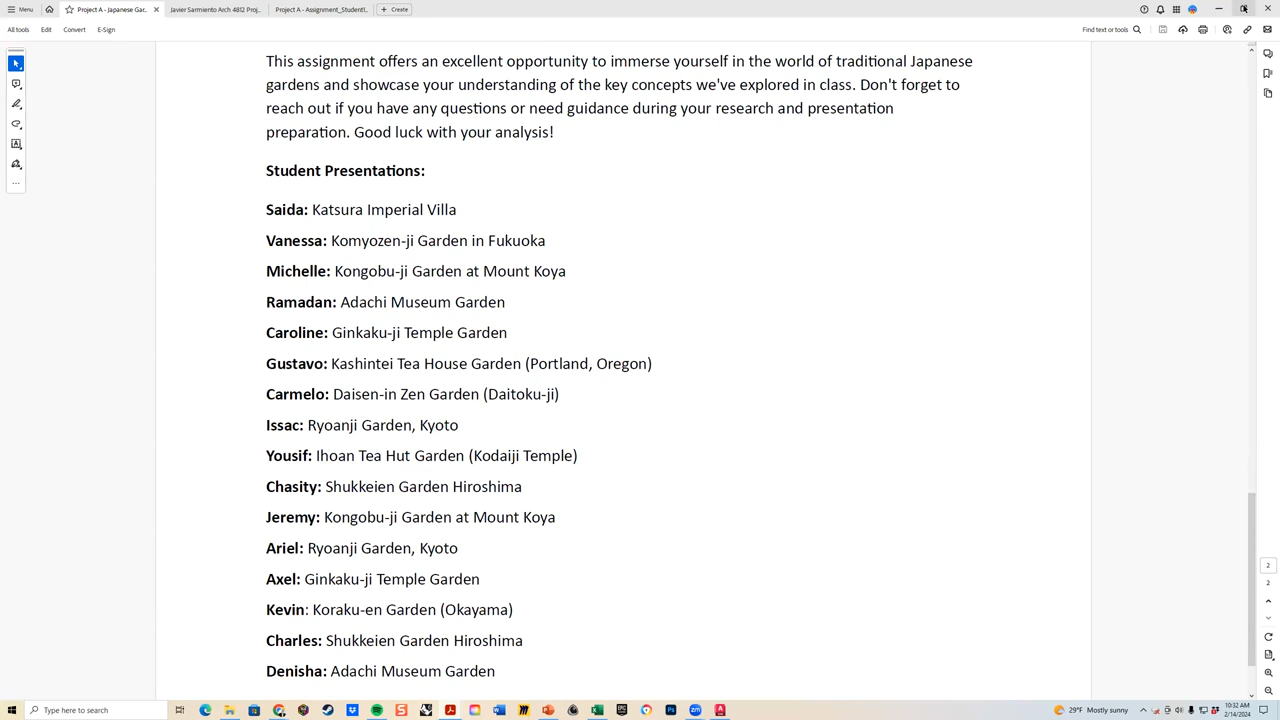 Menu
Project A - Japanese Gar...
Javier Sarmiento Arch 4812 Proj...
Project A - Assignment_Studentl...
+ Create
All tools
Edit
Convert
E-Sign
Find text or tools
This assignment offers an excellent opportunity to immerse yourself in the world of traditional Japanese
gardens and showcase your understanding of the key concepts we've explored in class. Don't forget to
reach out if you have any questions or need guidance during your research and presentation
preparation. Good luck with your analysis!
Student Presentations:
Saida: Katsura Imperial Villa
Vanessa: Komyozen-ji Garden in Fukuoka
Michelle: Kongobu-ji Garden at Mount Koya
Ramadan: Adachi Museum Garden
Caroline: Ginkaku-ji Temple Garden
Gustavo: Kashintei Tea House Garden (Portland, Oregon)
Carmelo: Daisen-in Zen Garden (Daitoku-ji)
Issac: Ryoanji Garden, Kyoto
Yousif: Ihoan Tea Hut Garden (Kodaiji Temple)
Chasity: Shukkeien Garden Hiroshima
Jeremy: Kongobu-ji Garden at Mount Koya
Ariel: Ryoanji Garden, Kyoto
Axel: Ginkaku-ji Temple Garden
Kevin: Koraku-en Garden (Okayama)
Charles: Shukkeien Garden Hiroshima
Denisha: Adachi Museum Garden
2
2
Type here to search
29°F Mostly sunny
10:32 AM
2/14/2024